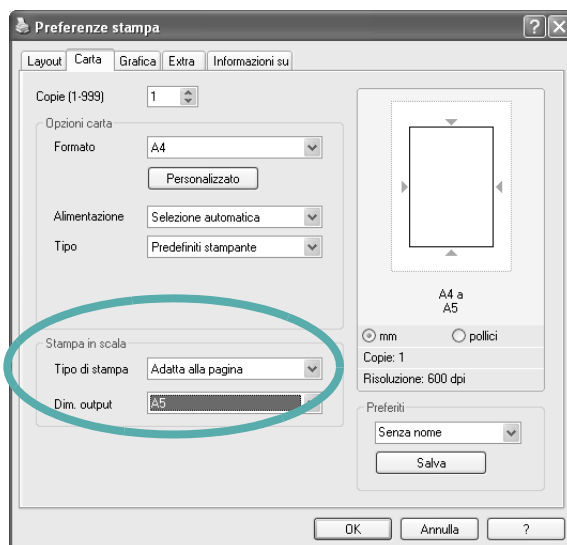 Preferenze stampa
Layout Carta Grafica Extra Informazioni su
Copie (1-999) 1
Opzioni carta
Formato A4
Personalizzato
Alimentazione Selezione automatica
Tipo Predefiniti stampante
Stampa in scala
Tipo di stampa Adatta alla pagina
Dim. output A5
A4 a
A5
mm pollici
Copie: 1
Risoluzione: 600 dpi
Preferiti
Senza nome
Salva
OK Annulla ?